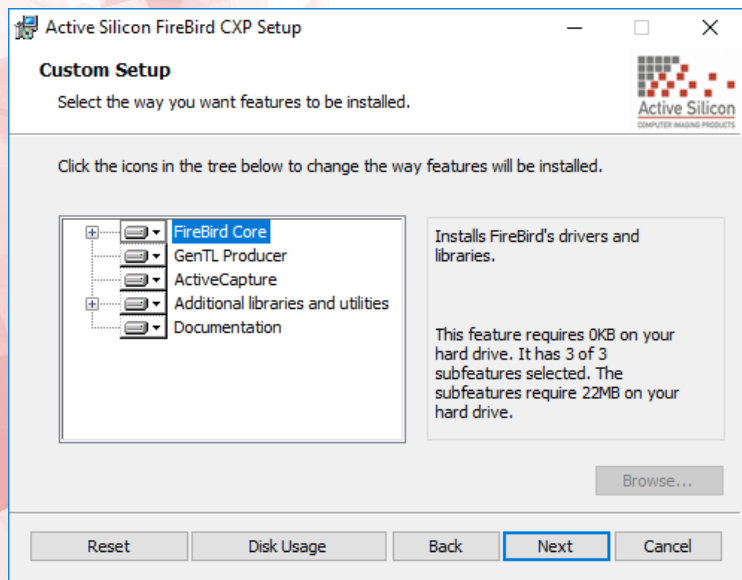 Active Silicon FireBird CXP Setup
Custom Setup
Select the way you want features to be installed.
Active Silicon
COMPUTER IMAGING PRODUCTS
Click the icons in the tree below to change the way features will be installed.
FireBird Core
GenTL Producer
ActiveCapture
Additional libraries and utilities
Documentation
Installs FireBird's drivers and
libraries.
This feature requires 0KB on your
hard drive. It has 3 of 3
subfeatures selected. The
subfeatures require 22MB on your
hard drive.
Browse...
Reset
Disk Usage
Back
Next
Cancel